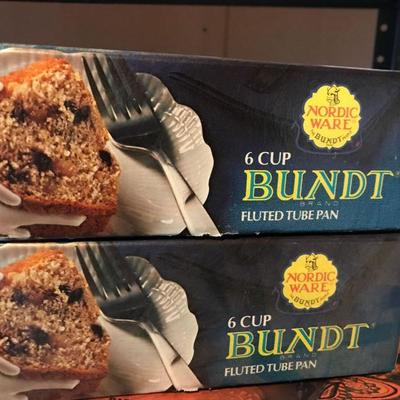 NORDIC
WARE
BUNDT
6 CUP
BUNDT®
BRAND
FLUTED TUBE PAN
NORDIC
WARE
BUNDT
6 CUP
BUNDT®
BRAND
FLUTED TUBE PAN